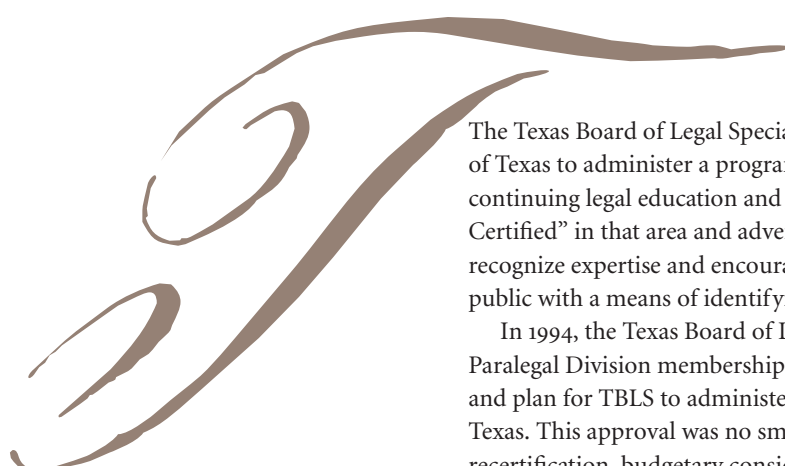 T
The Texas Board of Legal
of Texas to administer a
continuing legal education and
Certified” in that area and
recognize expertise and
public with a means of
In 1994, the Texas Board of
Paralegal Division membership
and plan for TBLS to
Texas. This approval was no
recertification, budgetary